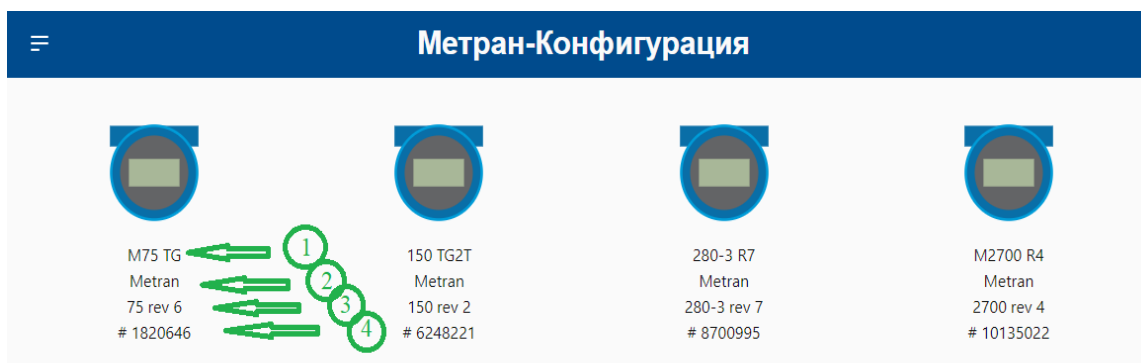 Метран-Конфигурация
M75 TG 1 150 TG2T 280-3 R7 M2700 R4
Metran 2 Metran Metran Metran
75 rev 6 3 150 rev 2 280-3 rev 7 2700 rev 4
# 1820646 4 # 6248221 # 8700995 # 10135022